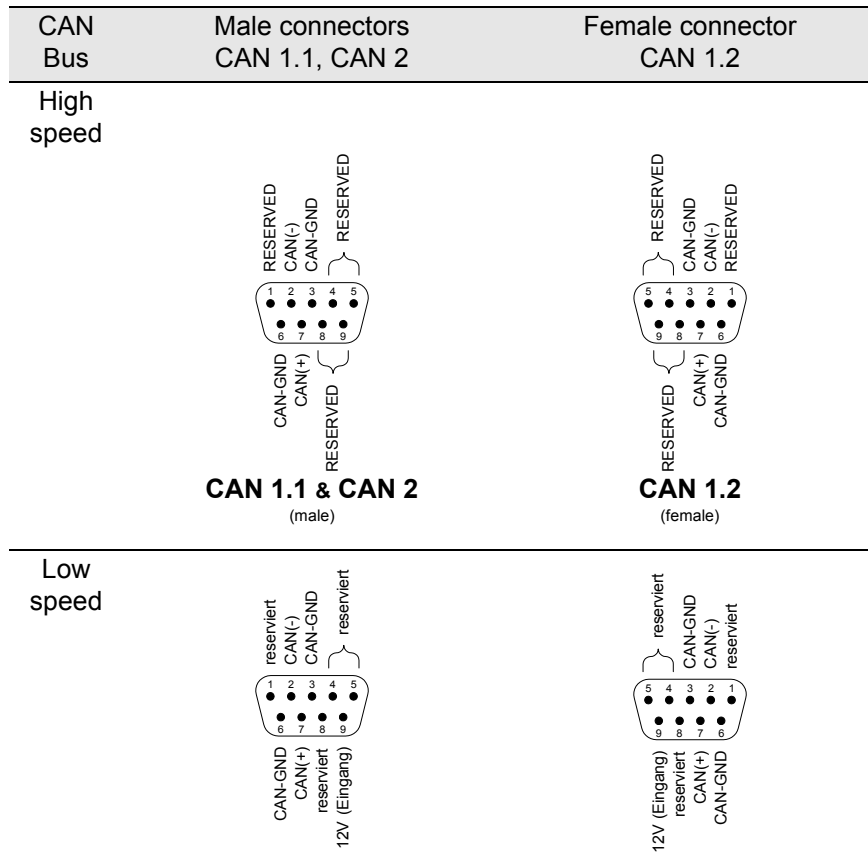 CAN Bus
Male connectors
CAN 1.1, CAN 2
Female connector
CAN 1.2
High
speed
RESERVED
CAN(-)
CAN-GND
RESERVED
1 2 3 4 5
6 7 8 9
CAN-GND
CAN(+)
RESERVED
CAN 1.1 & CAN 2
(male)
RESERVED
CAN-GND
CAN(-)
RESERVED
5 4 3 2 1
9 8 7 6
RESERVED
CAN(+)
CAN-GND
CAN 1.2
(female)
Low
speed
reserviert
CAN(-)
CAN-GND
reserviert
1 2 3 4 5
6 7 8 9
CAN-GND
CAN(+)
reserviert
12V (Eingang)
reserviert
CAN-GND
CAN(-)
reserviert
5 4 3 2 1
9 8 7 6
12V (Eingang)
reserviert
CAN(+)
CAN-GND